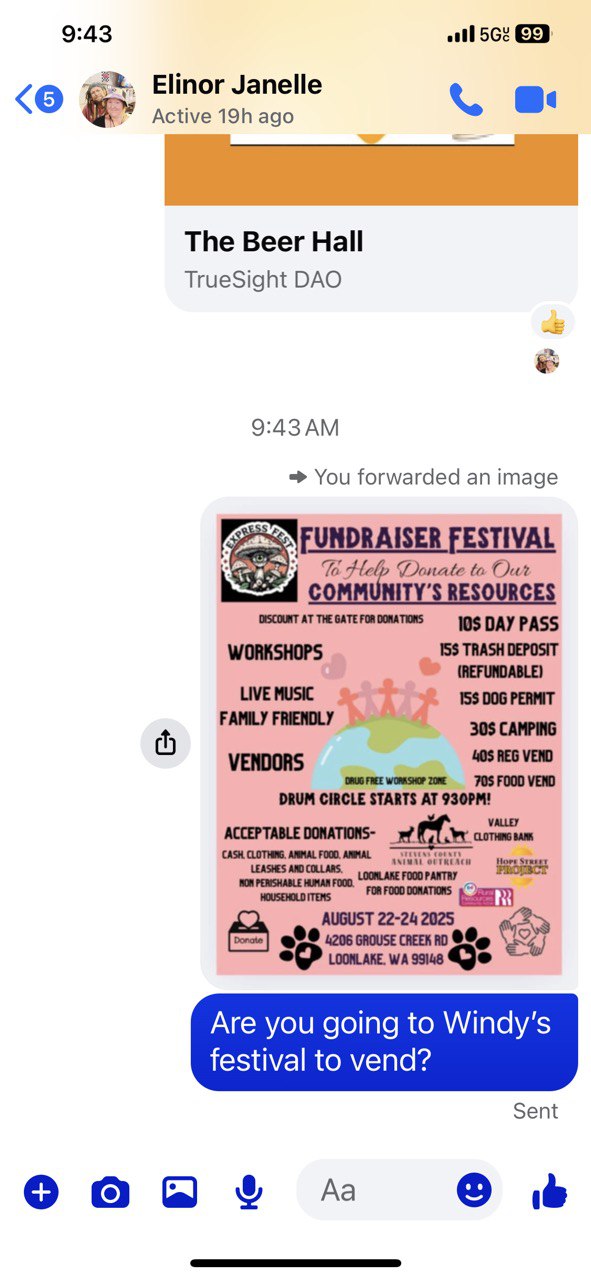 9:43
5G UC
99
5
Elinor Janelle
Active 19h ago
The Beer Hall
TrueSight DAO
9:43 AM
You forwarded an image
EXPRESS FEST
FUNDRAISER FESTIVAL
To Help Donate to Our
COMMUNITY'S RESOURCES
DISCOUNT AT THE GATE FOR DONATIONS
10$ DAY PASS
WORKSHOPS
15$ TRASH DEPOSIT
(REFUNDABLE)
LIVE MUSIC
15$ DOG PERMIT
FAMILY FRIENDLY
30$ CAMPING
VENDORS
40$ REG VEND
DRUG FREE WORKSHOP ZONE
70$ FOOD VEND
DRUM CIRCLE STARTS AT 930PM!
ACCEPTABLE DONATIONS-
CASH, CLOTHING, ANIMAL FOOD, ANIMAL
LEASHES AND COLLARS,
NON PERISHABLE HUMAN FOOD,
HOUSEHOLD ITEMS
STEVENS COUNTY
ANIMAL OUTREACH
VALLEY
CLOTHING BANK
LOONLAKE FOOD PANTRY
FOR FOOD DONATIONS
HOPE STREET
PROJECT
Rural
Resources
Donate
AUGUST 22-24 2025
4206 GROUSE CREEK RD
LOONLAKE, WA 99148
Are you going to Windy's
festival to vend?
Sent
Aa